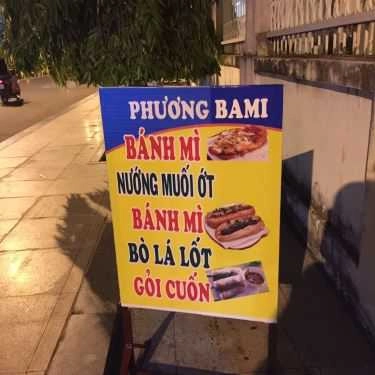 PHƯƠNG BAMI
BÁNH MÌ
NƯỚNG MUỐI ỚT
BÁNH MÌ
BÒ LÁ LỐT
GỎI CUỐN